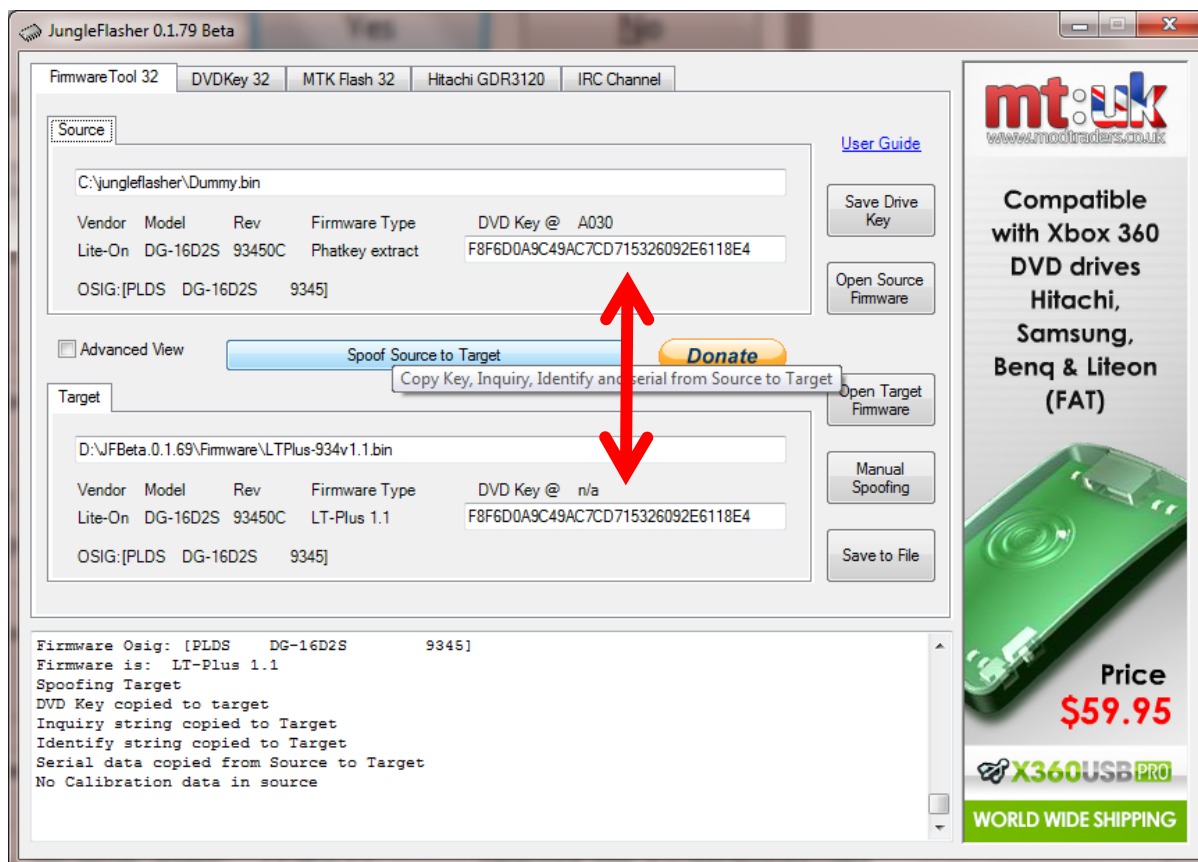 JungleFlasher 0.1.79 Beta
Yes
No
FirmwareTool 32
DVDKey 32
MTK Flash 32
Hitachi GDR3120
IRC Channel
Source
User Guide
C:\jungleflasher\Dummy.bin
Vendor Model Rev Firmware Type DVD Key @ A030
Lite-On DG-16D2S 93450C Phatkey extract F8F6D0A9C49AC7CD715326092E6118E4
OSIG:[PLDS DG-16D2S 9345]
Save Drive
Key
Open Source
Firmware
Advanced View
Spoof Source to Target
Donate
Copy Key, Inquiry, Identify and serial from Source to Target
Target
Open Target
Firmware
D:\JFBeta.0.1.69\Firmware\LTPlus-934v1.1.bin
Vendor Model Rev Firmware Type DVD Key @ n/a
Lite-On DG-16D2S 93450C LT-Plus 1.1 F8F6D0A9C49AC7CD715326092E6118E4
OSIG:[PLDS DG-16D2S 9345]
Manual
Spoofing
Save to File
Firmware Osig: [PLDS DG-16D2S 9345]
Firmware is: LT-Plus 1.1
Spoofing Target
DVD Key copied to target
Inquiry string copied to Target
Identify string copied to Target
Serial data copied from Source to Target
No Calibration data in source
mt:uk
www.modtraders.co.uk
Compatible
with Xbox 360
DVD drives
Hitachi,
Samsung,
Benq & Liteon
(FAT)
Price
$59.95
X360USB PRO
WORLD WIDE SHIPPING